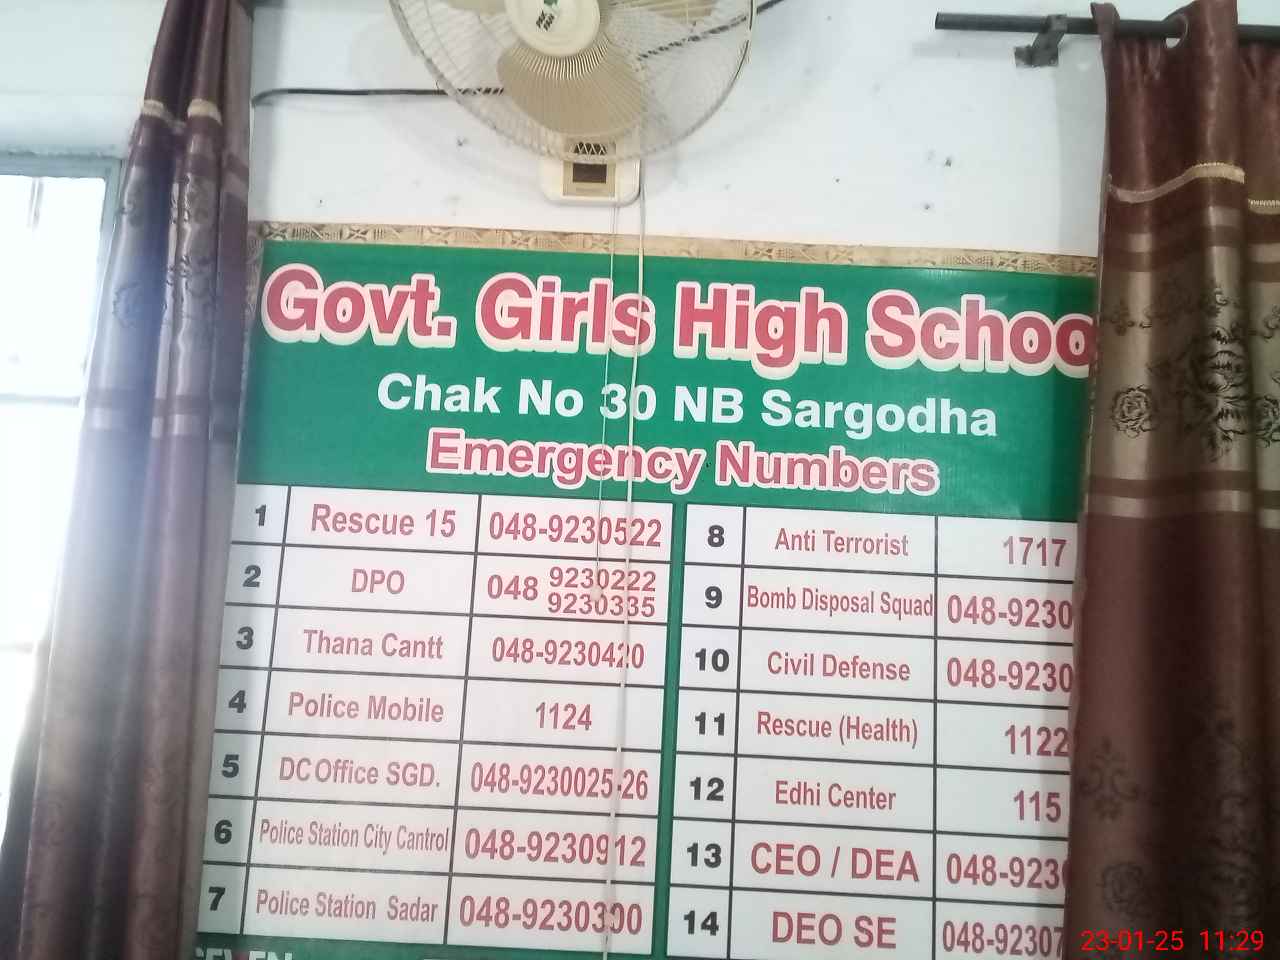 PAK FAN
Govt. Girls High Schoo
Chak No 30 NB Sargodha
Emergency Numbers
1 Rescue 15 048-9230522
2 DPO 048 9230222 9230335
3 Thana Cantt 048-9230420
4 Police Mobile 1124
5 DC Office SGD. 048-9230025-26
6 Police Station City Cantrol 048-9230912
7 Police Station Sadar 048-9230300
8 Anti Terrorist 1717
9 Bomb Disposal Squad 048-9230
10 Civil Defense 048-9230
11 Rescue (Health) 1122
12 Edhi Center 115
13 CEO / DEA 048-923
14 DEO SE 048-92307
23-01-25 11:29